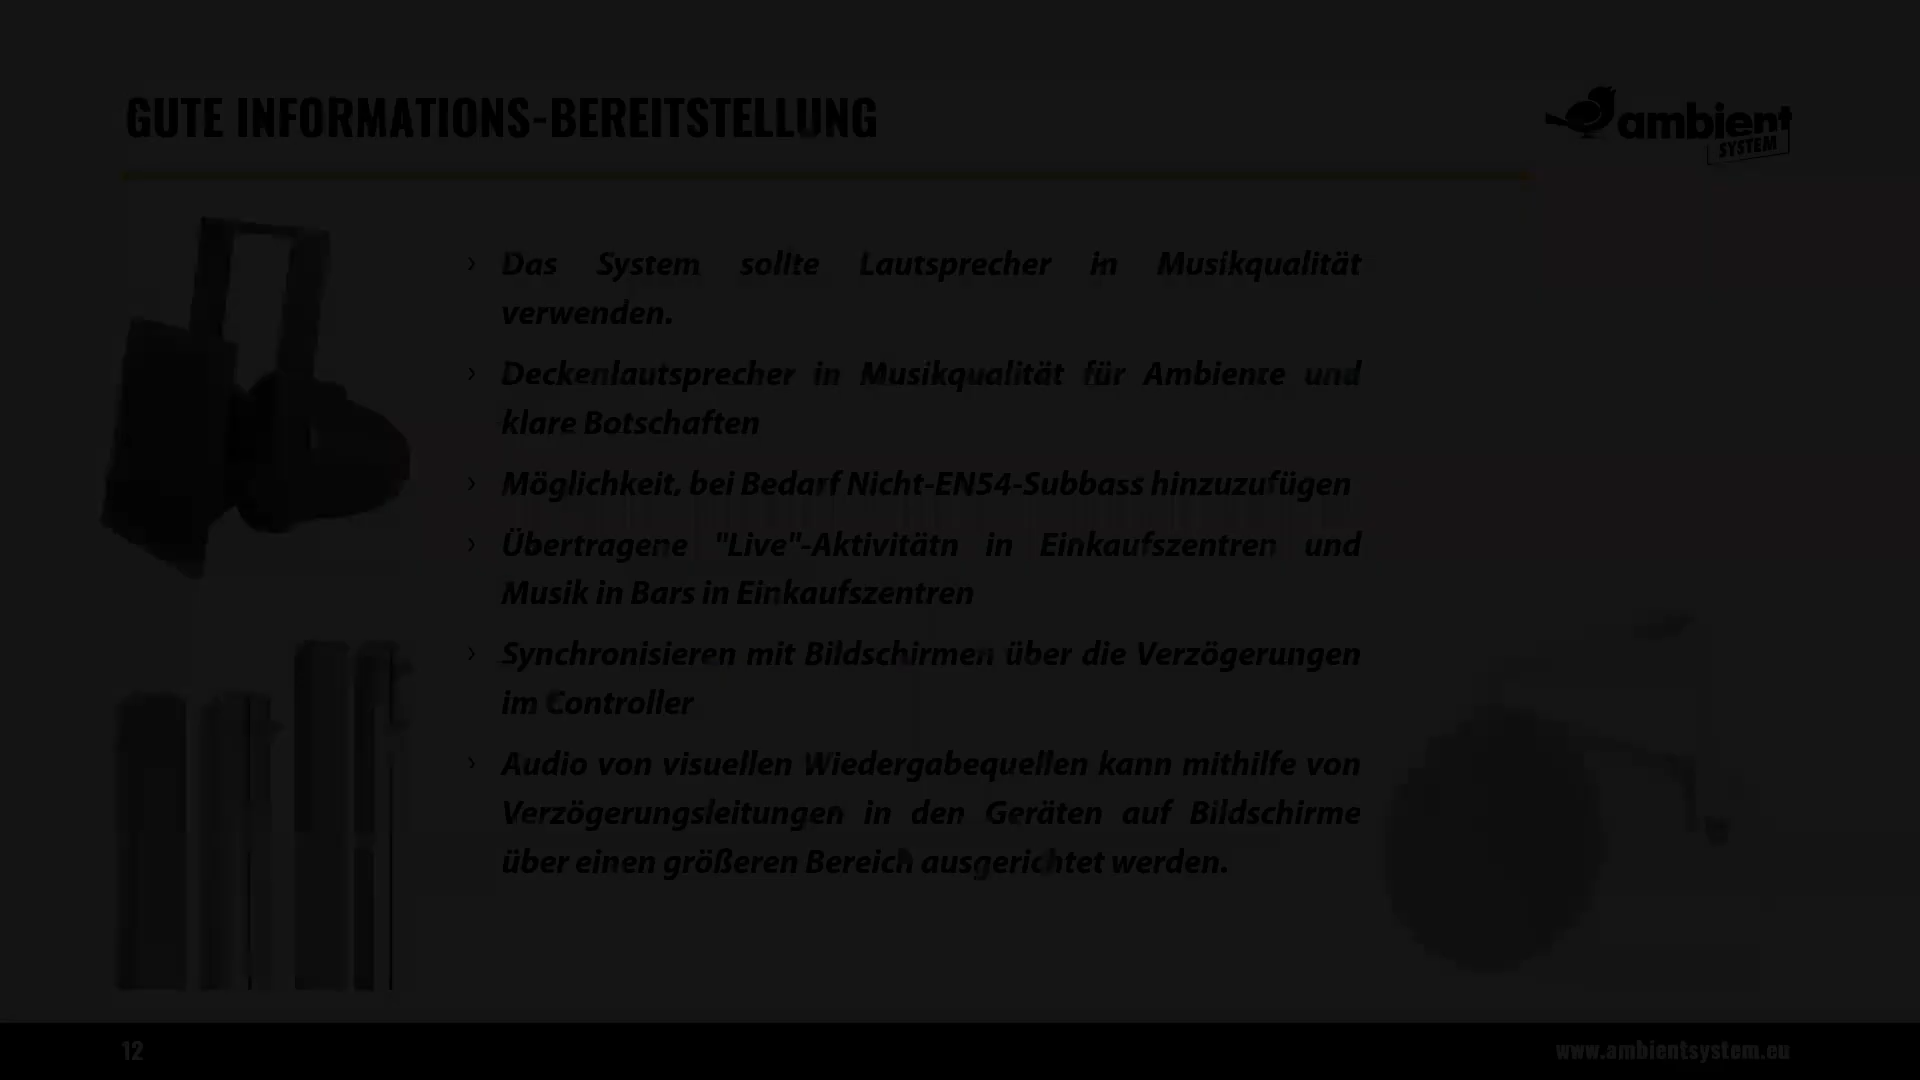 GUTE INFORMATIONS-BEREITSTELLUNG
ambient
SYSTEM
› Das System sollte Lautsprecher in Musikqualität
verwenden.
› Deckenlautsprecher in Musikqualität für Ambiente und
klare Botschaften
› Möglichkeit, bei Bedarf Nicht-EN54-Subbass hinzuzufügen
› Übertragene "Live"-Aktivitätn in Einkaufszentren und
Musik in Bars in Einkaufszentren
› Synchronisieren mit Bildschirmen über die Verzögerungen
im Controller
› Audio von visuellen Wiedergabequellen kann mithilfe von
Verzögerungsleitungen in den Geräten auf Bildschirme
über einen größeren Bereich ausgerichtet werden.
12
www.ambientsystem.eu